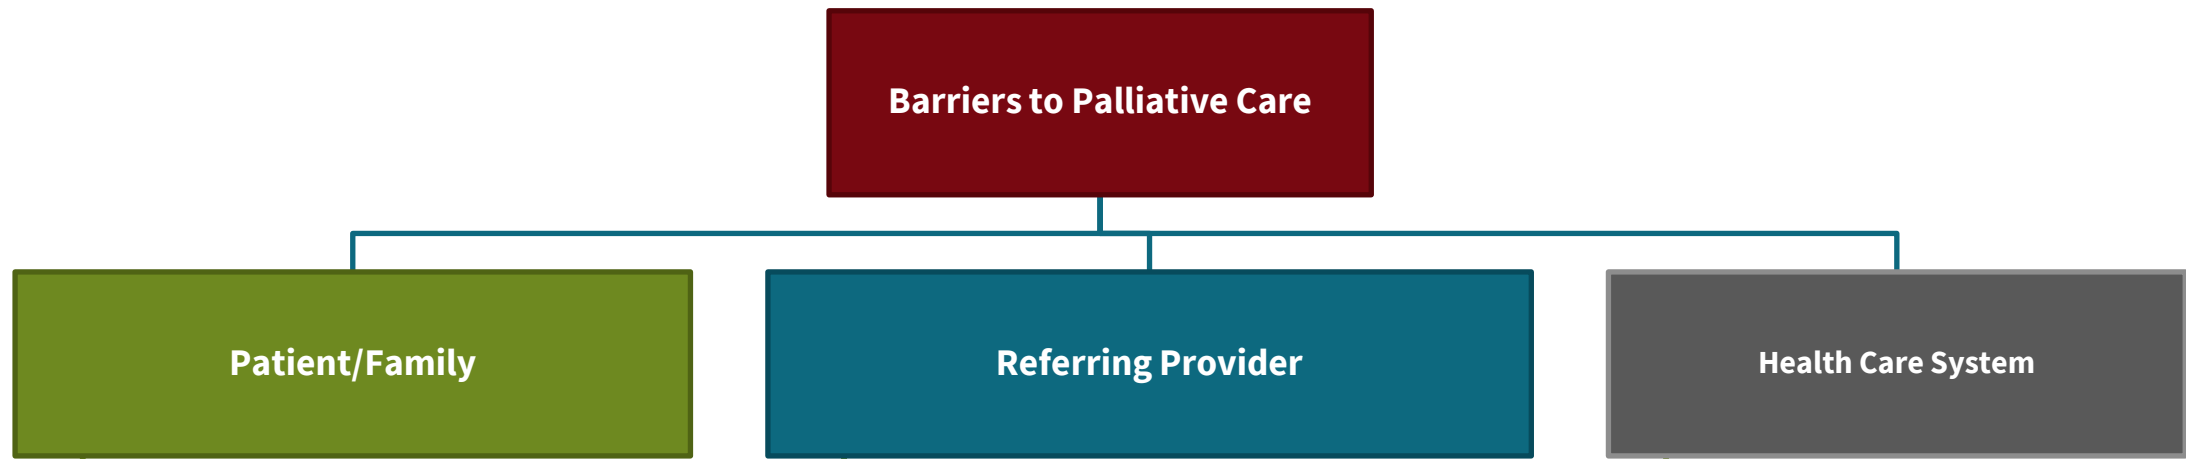 Barriers to Palliative Care
Patient/Family
Referring Provider
Health Care System